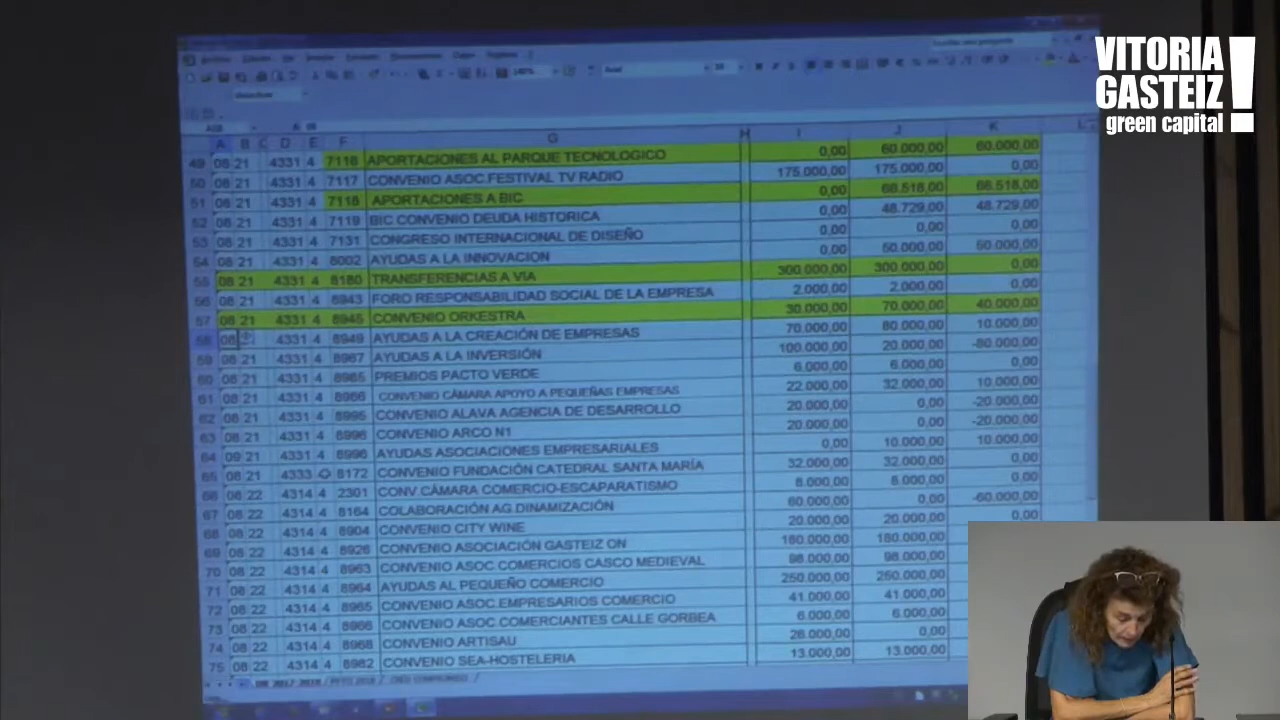 VITORIA
GASTEIZ
green capital
A B C D E F G H I J K L
49 08 21 4331 4 7116 APORTACIONES AL PARQUE TECNOLOGICO 0,00 60.000,00 60.000,00
50 08 21 4331 4 7117 CONVENIO ASOC.FESTIVAL TV RADIO 175.000,00 175.000,00 0,00
51 08 21 4331 4 7118 APORTACIONES A BIC 0,00 68.518,00 68.518,00
52 08 21 4331 4 7119 BIC CONVENIO DEUDA HISTORICA 0,00 48.729,00 48.729,00
53 08 21 4331 4 7131 CONGRESO INTERNACIONAL DE DISEÑO 0,00 0,00 0,00
54 08 21 4331 4 8002 AYUDAS A LA INNOVACION 0,00 50.000,00 50.000,00
55 08 21 4331 4 8180 TRANSFERENCIAS A VIA 300.000,00 300.000,00 0,00
56 08 21 4331 4 8943 FORO RESPONSABILIDAD SOCIAL DE LA EMPRESA 2.000,00 2.000,00 0,00
57 08 21 4331 4 8945 CONVENIO ORKESTRA 30.000,00 70.000,00 40.000,00
58 08 4331 4 8949 AYUDAS A LA CREACIÓN DE EMPRESAS 70.000,00 80.000,00 10.000,00
59 08 21 4331 4 8967 AYUDAS A LA INVERSIÓN 100.000,00 20.000,00 -80.000,00
60 08 21 4331 4 8985 PREMIOS PACTO VERDE 6.000,00 6.000,00 0,00
61 08 21 4331 4 8986 CONVENIO CÁMARA APOYO A PEQUEÑAS EMPRESAS 22.000,00 32.000,00 10.000,00
62 08 21 4331 4 8995 CONVENIO ALAVA AGENCIA DE DESARROLLO 20.000,00 0,00 -20.000,00
63 08 21 4331 4 8996 CONVENIO ARCO N1 20.000,00 0,00 -20.000,00
64 09 21 4331 4 8998 AYUDAS ASOCIACIONES EMPRESARIALES 0,00 10.000,00 10.000,00
65 08 21 4333 8172 CONVENIO FUNDACIÓN CATEDRAL SANTA MARÍA 32.000,00 32.000,00 0,00
66 08 22 4314 4 2301 CONV.CÁMARA COMERCIO-ESCAPARATISMO 8.000,00 8.000,00 0,00
67 08 22 4314 4 8164 COLABORACIÓN AG.DINAMIZACIÓN 60.000,00 0,00 -60.000,00
68 08 22 4314 4 8904 CONVENIO CITY WINE 20.000,00 20.000,00 0,00
69 08 22 4314 4 8926 CONVENIO ASOCIACIÓN GASTEIZ ON 180.000,00 180.000,00
70 08 22 4314 4 8963 CONVENIO ASOC COMERCIOS CASCO MEDIEVAL 98.000,00 98.000,00
71 08 22 4314 4 8964 AYUDAS AL PEQUEÑO COMERCIO 250.000,00 250.000,00
72 08 22 4314 4 8965 CONVENIO ASOC.EMPRESARIOS COMERCIO 41.000,00 41.000,00
73 08 22 4314 4 8966 CONVENIO ASOC.COMERCIANTES CALLE GORBEA 6.000,00 6.000,00
74 08 22 4314 4 8968 CONVENIO ARTISAU 26.000,00 0,00
75 08 22 4314 4 8982 CONVENIO SEA-HOSTELERIA 13.000,00 13.000,00